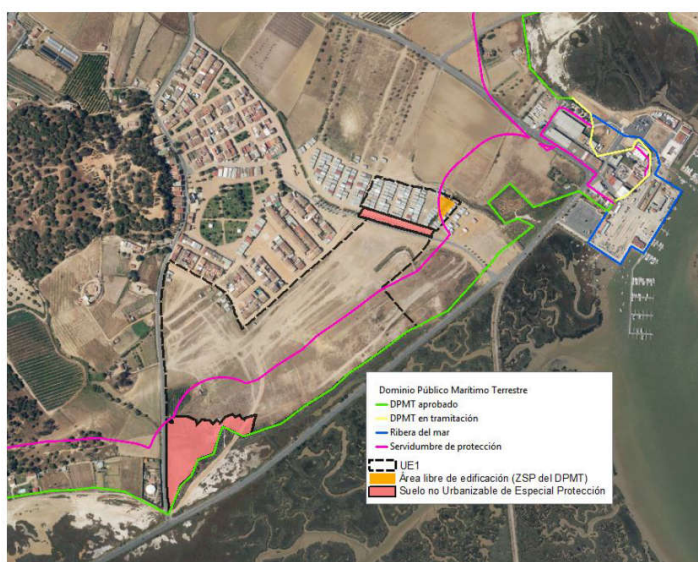 Dominio Público Marítimo Terrestre
DPMT aprobado
DPMT en tramitación
Ribera del mar
Servidumbre de protección
UE1
Área libre de edificación (ZSP del DPMT)
Suelo no Urbanizable de Especial Protección